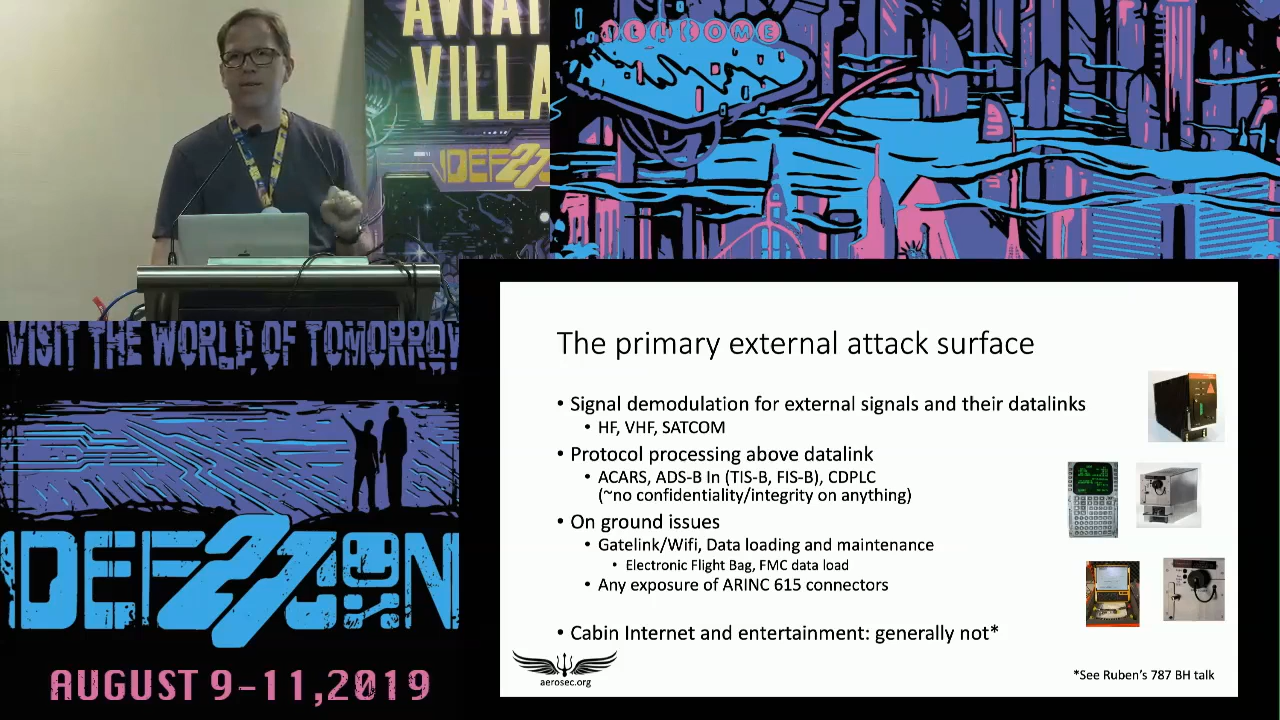 AVIAT
VILLA
DEF27
WELCOME
VISIT THE WORLD OF TOMORROW
DEFCON
27
AUGUST 9-11,2019
The primary external attack surface
• Signal demodulation for external signals and their datalinks
• HF, VHF, SATCOM
• Protocol processing above datalink
• ACARS, ADS-B In (TIS-B, FIS-B), CDPLC
(~no confidentiality/integrity on anything)
• On ground issues
• Gatelink/Wifi, Data loading and maintenance
• Electronic Flight Bag, FMC data load
• Any exposure of ARINC 615 connectors
• Cabin Internet and entertainment: generally not*
aerosec.org
*See Ruben's 787 BH talk